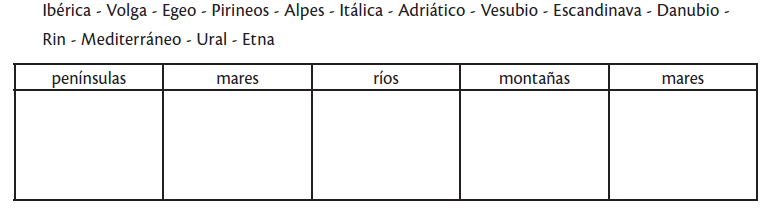 Ibérica - Volga - Egeo - Pirineos - Alpes - Itálica - Adriático - Vesubio - Escandinava - Danubio -
Rin - Mediterráneo - Ural - Etna
penínsulas mares ríos montañas mares